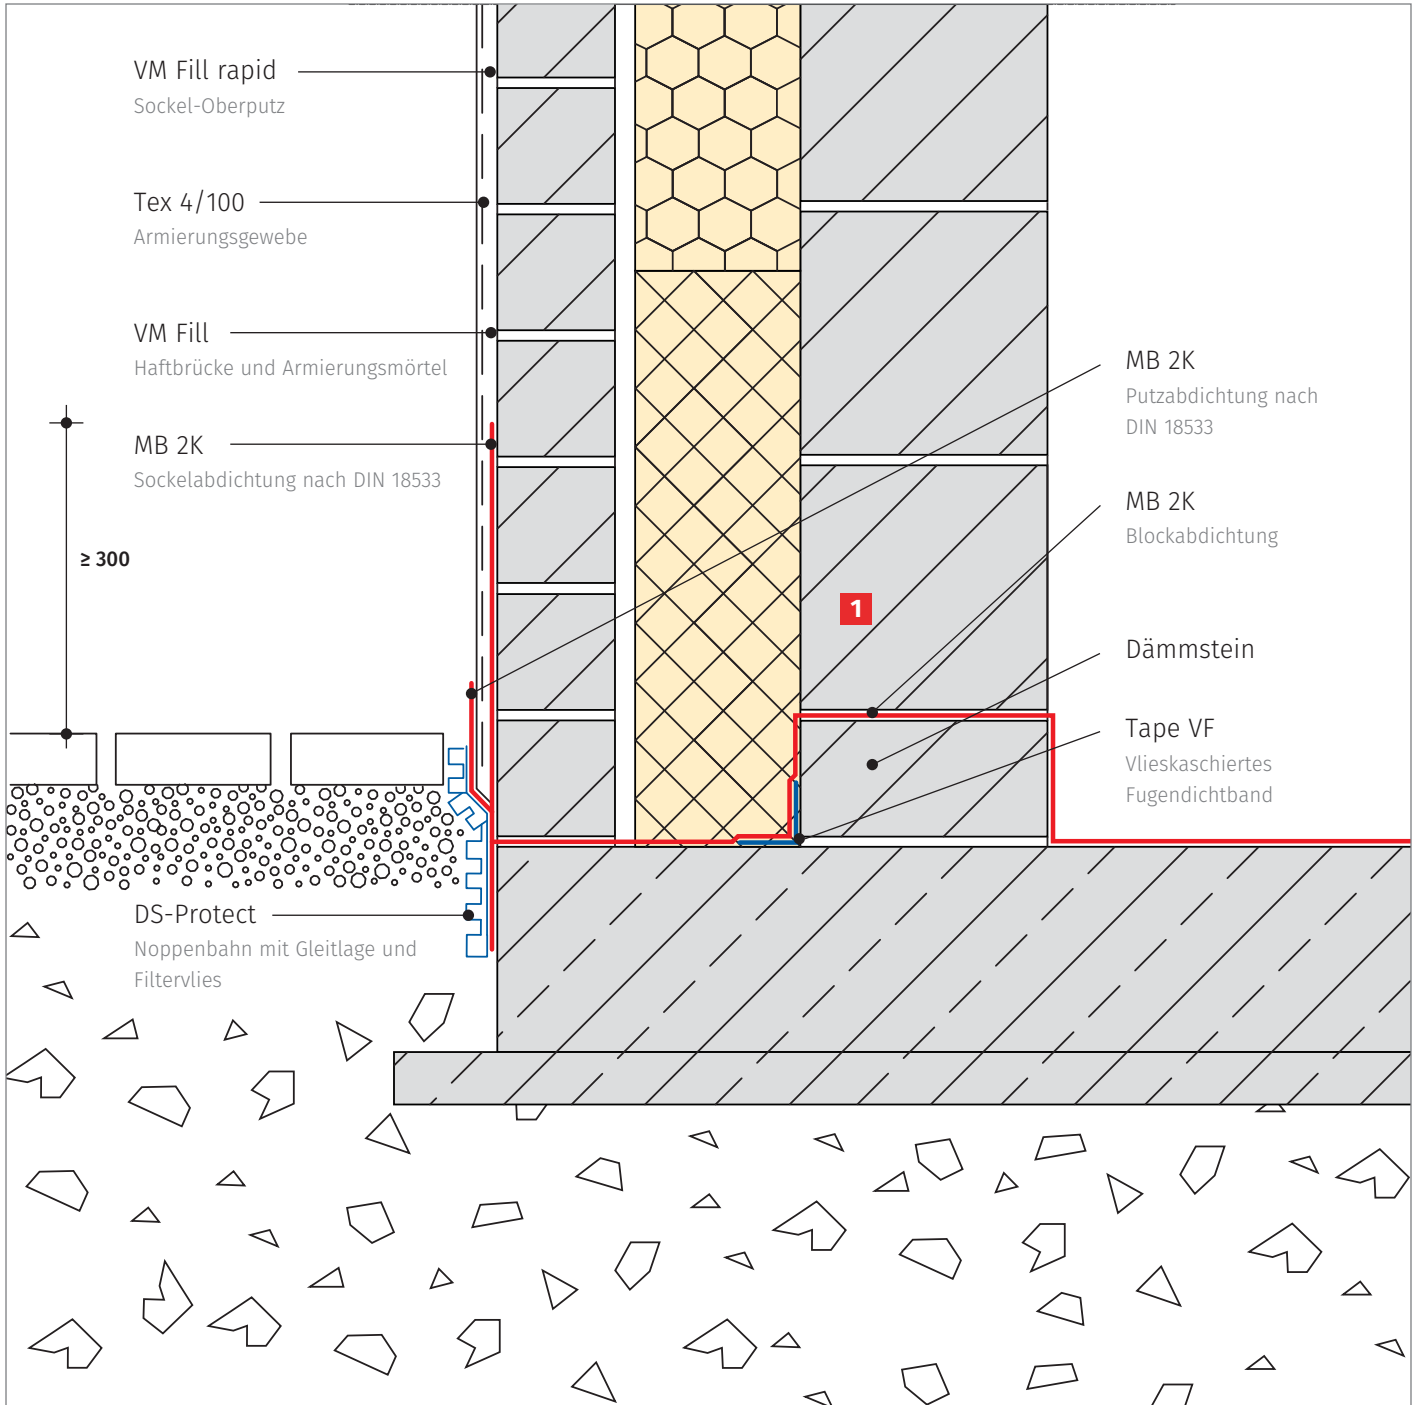 VM Fill rapid
Sockel-Oberputz
Tex 4/100
Armierungsgewebe
VM Fill
Haftbrücke und Armierungsmörtel
MB 2K
Sockelabdichtung nach DIN 18533
≥ 300
DS-Protect
Noppenbahn mit Gleitlage und
Filtervlies
MB 2K
Putzabdichtung nach
DIN 18533
MB 2K
Blockabdichtung
1
Dämmstein
Tape VF
Vlieskaschiertes
Fugendichtband